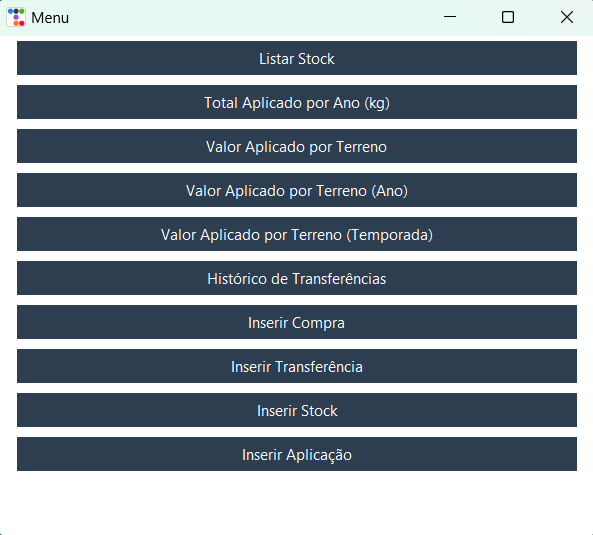 Menu
Listar Stock
Total Aplicado por Ano (kg)
Valor Aplicado por Terreno
Valor Aplicado por Terreno (Ano)
Valor Aplicado por Terreno (Temporada)
Histórico de Transferências
Inserir Compra
Inserir Transferência
Inserir Stock
Inserir Aplicação